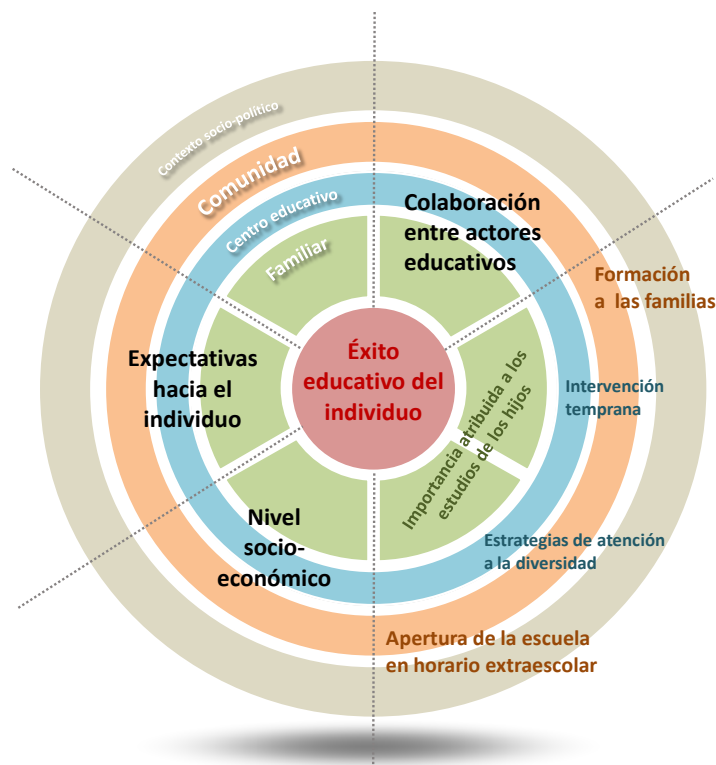 Contexto socio-político
Comunidad
Centro educativo
Familiar
Colaboración
entre actores
educativos
Formación
a las familias
Éxito
educativo del
individuo
Expectativas
hacia el
individuo
Intervención
temprana
Importancia atribuida a los
estudios de los hijos
Nivel
socio-
económico
Estrategias de atención
a la diversidad
Apertura de la escuela
en horario extraescolar